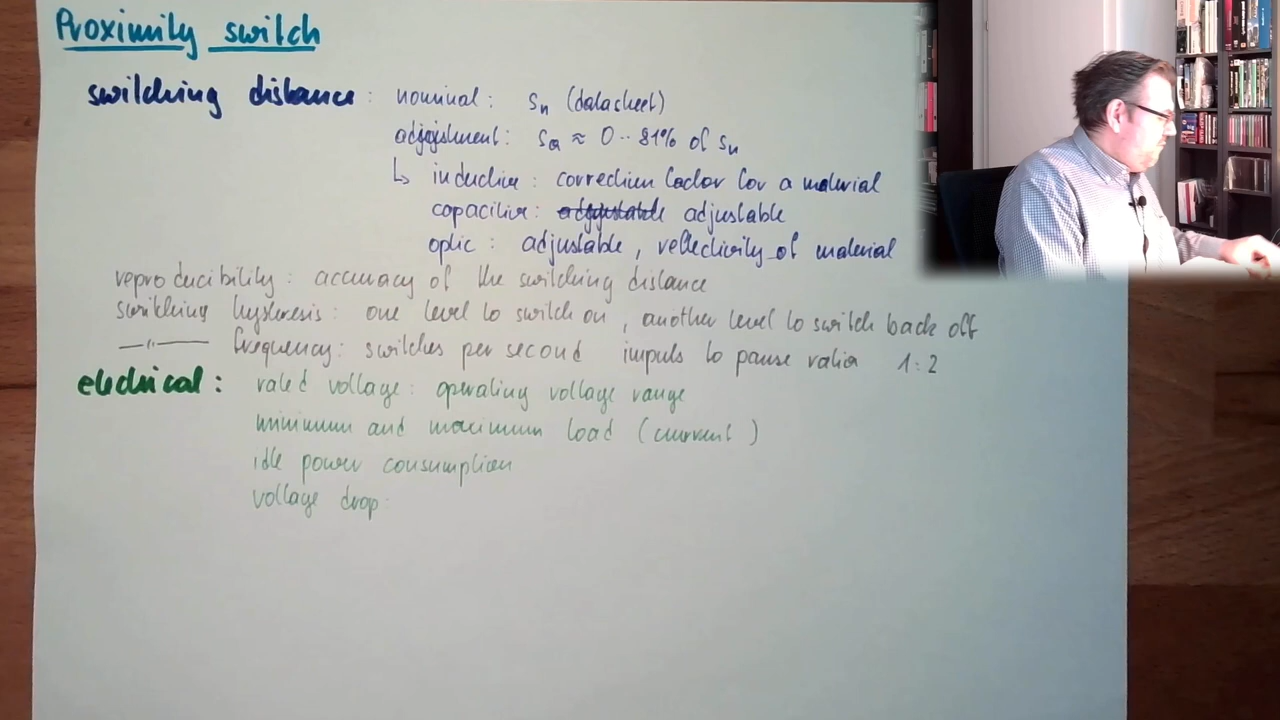 Proximity switch
switching distance: nominal: sn (datasheet)
adjustment: sa ≈ 0..81% of sn
↳ inductive: correction factor for a material
capacitiv: adjustable
optic: adjustable, reflectivity of material
reproducibility: accuracy of the switching distance
switching hysteresis: one level to switch on, another level to switch back off
—"— frequency: switches per second impuls to pause ratio 1:2
electrical: rated voltage: operating voltage range
minimum and maximum load (current)
idle power consumption
voltage drop: